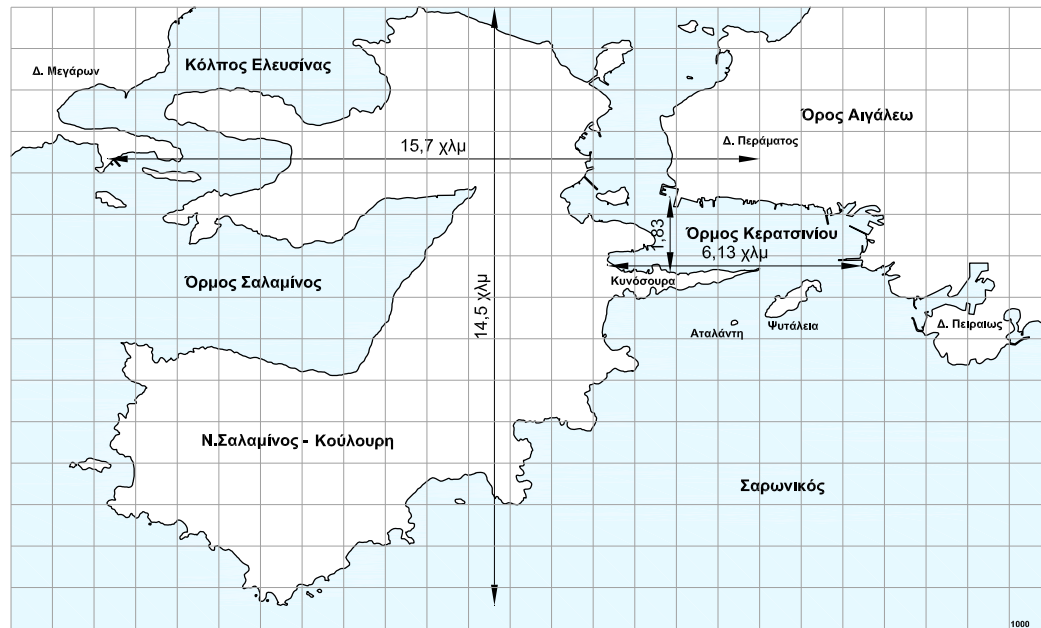 Κόλπος Ελευσίνας
Δ. Μεγάρων
Όρος Αιγάλεω
15,7 χλμ
Δ. Περάματος
1,83
Όρμος Κερατσινίου
6,13 χλμ
Όρμος Σαλαμίνος
Κυνόσουρα
14,5 χλμ
Αταλάντη
Ψυτάλεια
Δ. Πειραιως
Ν.Σαλαμίνος - Κούλουρη
Σαρωνικός
1000